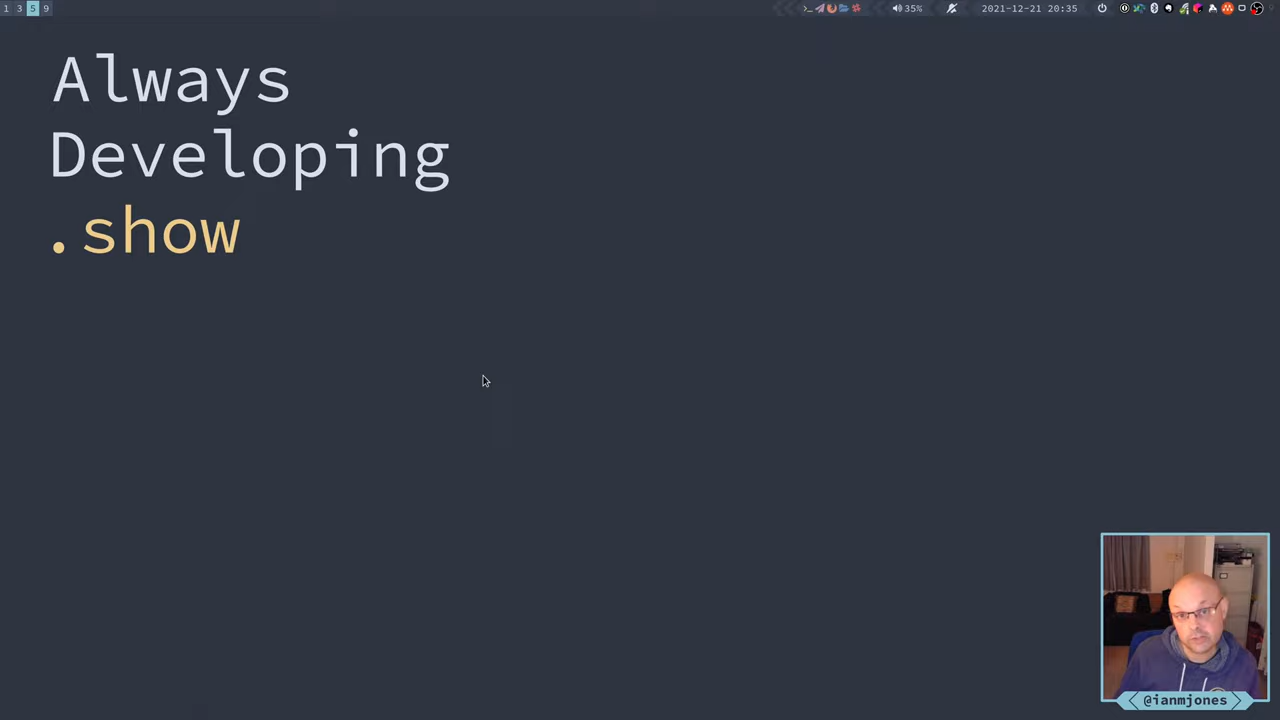 1 3 5 9
35%
2021-12-21 20:35
Always
Developing
.show
@ianmjones